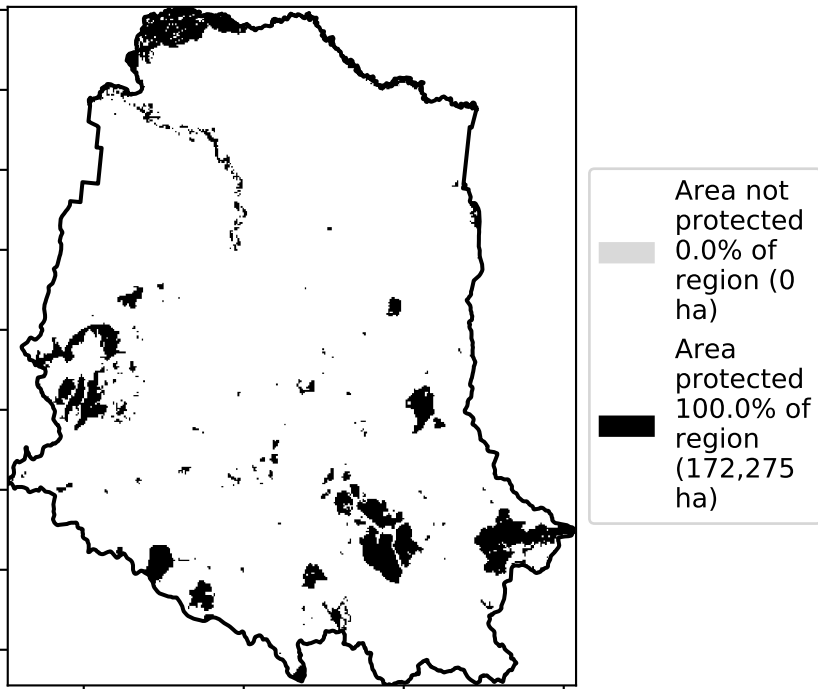 Area not
protected
0.0% of
region (0
ha)
Area
protected
100.0% of
region
(172,275
ha)